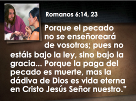 Romanos 6:14, 23
Porque el pecado
no se enseñoreará
de vosotros; pues no
estáis bajo la ley, sino bajo
la gracia... Porque la paga
del pecado es muerte, mas la
dádiva de Dios es vida eterna
en Cristo Jesús Señor nuestro."